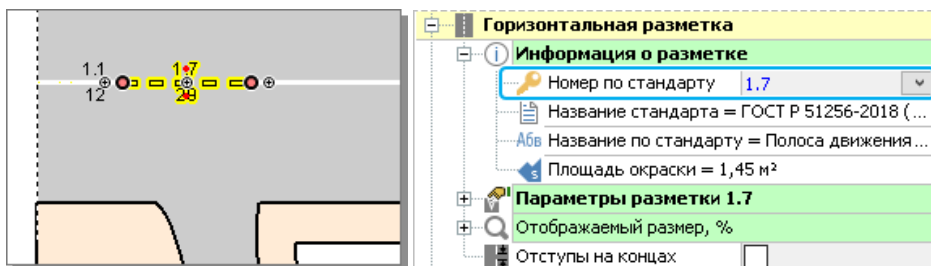 1.1
12
1.7
28
Горизонтальная разметка
Информация о разметке
Номер по стандарту 1.7
Название стандарта = ГОСТ Р 51256-2018 (...
Абв Название по стандарту = Полоса движения...
s Площадь окраски = 1,45 м²
Параметры разметки 1.7
Отображаемый размер, %
Отступы на концах